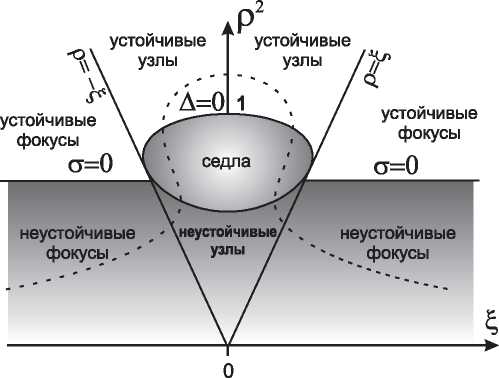 ρ²
устойчивые
узлы
устойчивые
узлы
ρ=-ξ
ρ=ξ
Δ=0
1
устойчивые
фокусы
устойчивые
фокусы
σ=0
седла
σ=0
неустойчивые
фокусы
неустойчивые
узлы
неустойчивые
фокусы
ξ
0